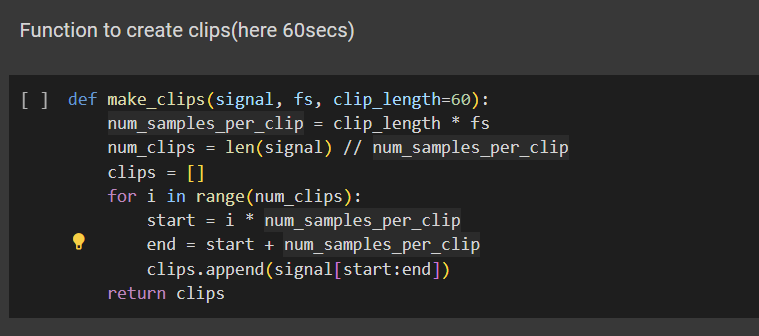 Function to create clips(here 60secs)
[ ] def make_clips(signal, fs, clip_length=60):
    num_samples_per_clip = clip_length * fs
    num_clips = len(signal) // num_samples_per_clip
    clips = []
    for i in range(num_clips):
        start = i * num_samples_per_clip
        end = start + num_samples_per_clip
        clips.append(signal[start:end])
    return clips